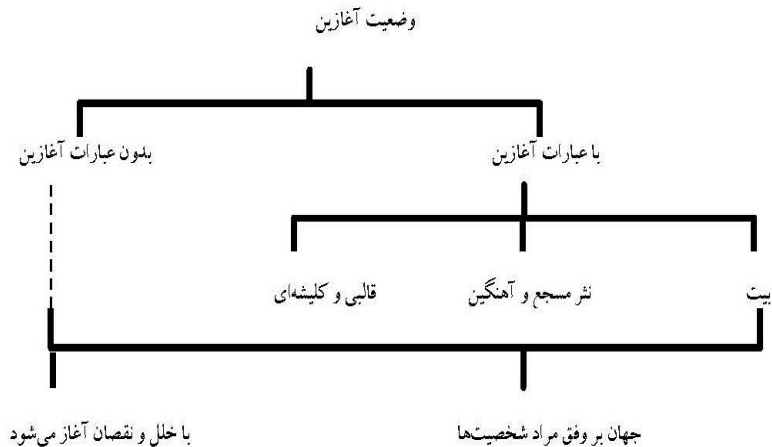 وضعیت آغازین
با عبارات آغازین
بدون عبارات آغازین
بیت
نثر مسجع و آهنگین
قالبی و کلیشه‌ای
جهان بر وفق مراد شخصیت‌ها
با خلل و نقصان آغاز می‌شود